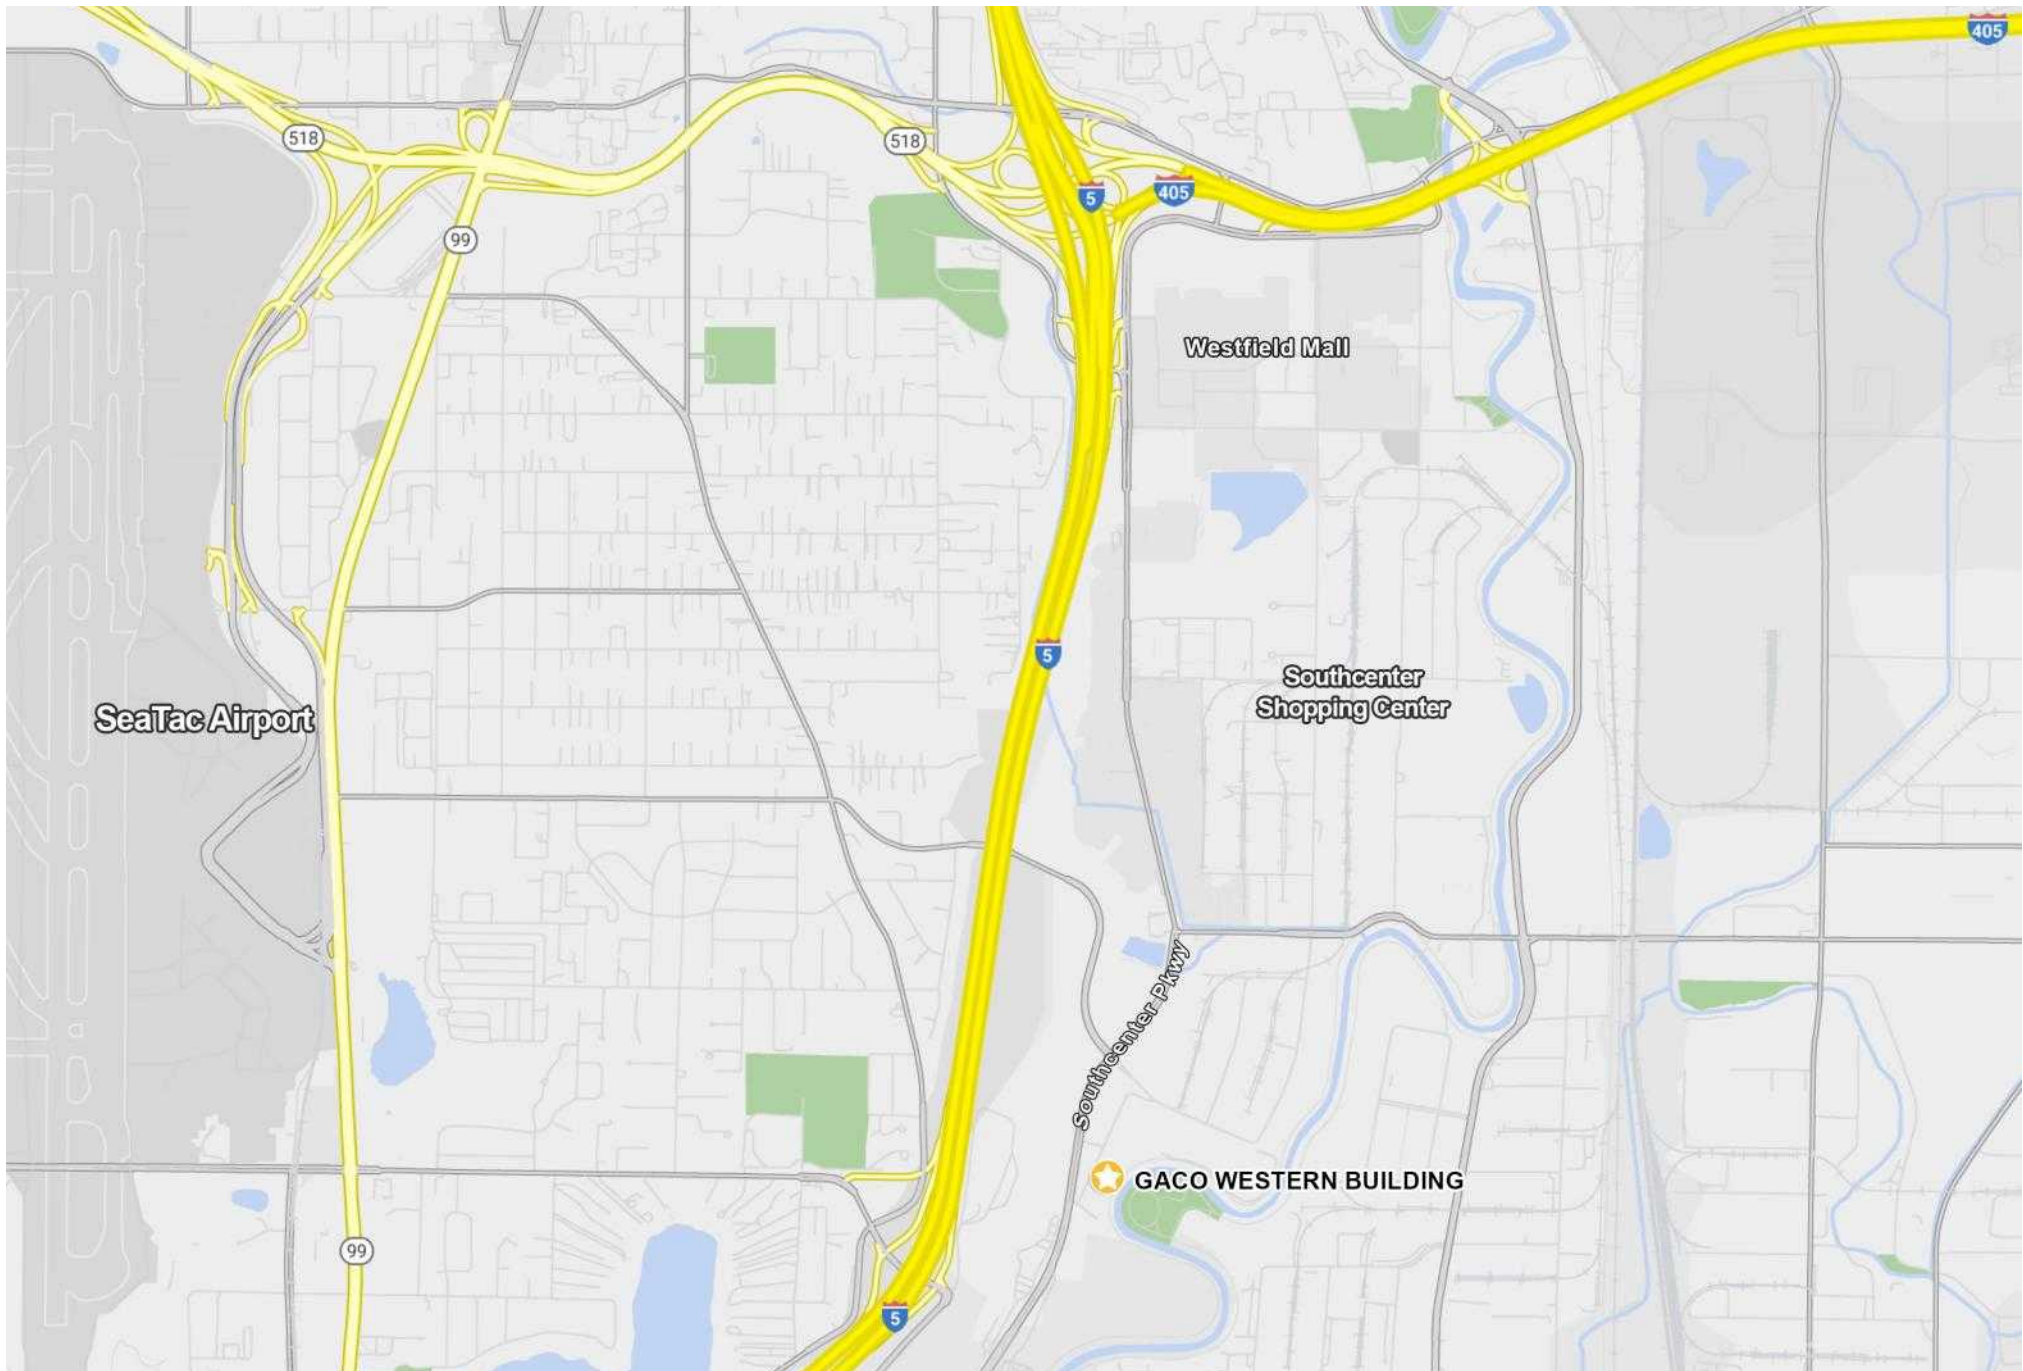 405
518
518
5
405
99
Westfield Mall
5
Southcenter
Shopping Center
SeaTac Airport
Southcenter Pkwy
GACO WESTERN BUILDING
99
5